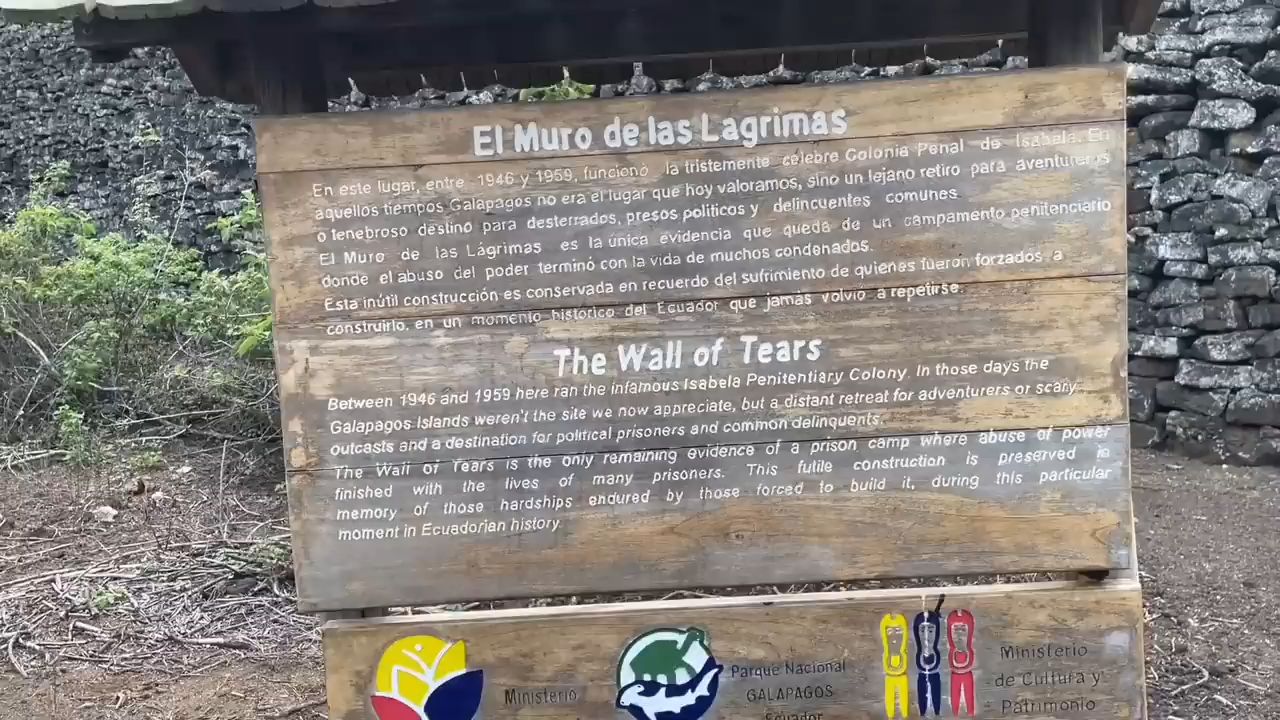 El Muro de las Lagrimas
En este lugar, entre 1946 y 1959, funcionó la tristemente célebre Colonia Penal de Isabela. En
aquellos tiempos Galapagos no era el lugar que hoy valoramos, sino un lejano retiro para aventureros
o tenebroso destino para desterrados, presos políticos y delincuentes comunes.
El Muro de las Lágrimas es la única evidencia que queda de un campamento penitenciario
donde el abuso del poder terminó con la vida de muchos condenados.
Esta inútil construcción es conservada en recuerdo del sufrimiento de quienes fueron forzados a
construirlo, en un momento histórico del Ecuador que jamas volvió a repetirse.
The Wall of Tears
Between 1946 and 1959 here ran the infamous Isabela Penitentiary Colony. In those days the
Galapagos Islands weren't the site we now appreciate, but a distant retreat for adventurers or scary
outcasts and a destination for political prisoners and common delinquents.
The Wall of Tears is the only remaining evidence of a prison camp where abuse of power
finished with the lives of many prisoners. This futile construction is preserved in
memory of those hardships endured by those forced to build it, during this particular
moment in Ecuadorian history
Ministerio
Parque Nacional
GALAPAGOS
Ecuador
Ministerio
de Cultura y
Patrimonio